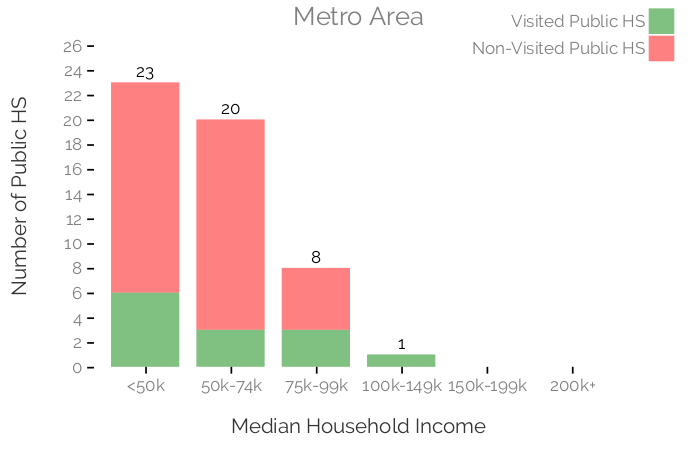 Metro Area
Visited Public HS
Non-Visited Public HS
Number of Public HS
26
24
22
20
18
16
14
12
10
8
6
4
2
0
23
20
8
1
<50k
50k-74k
75k-99k
100k-149k
150k-199k
200k+
Median Household Income